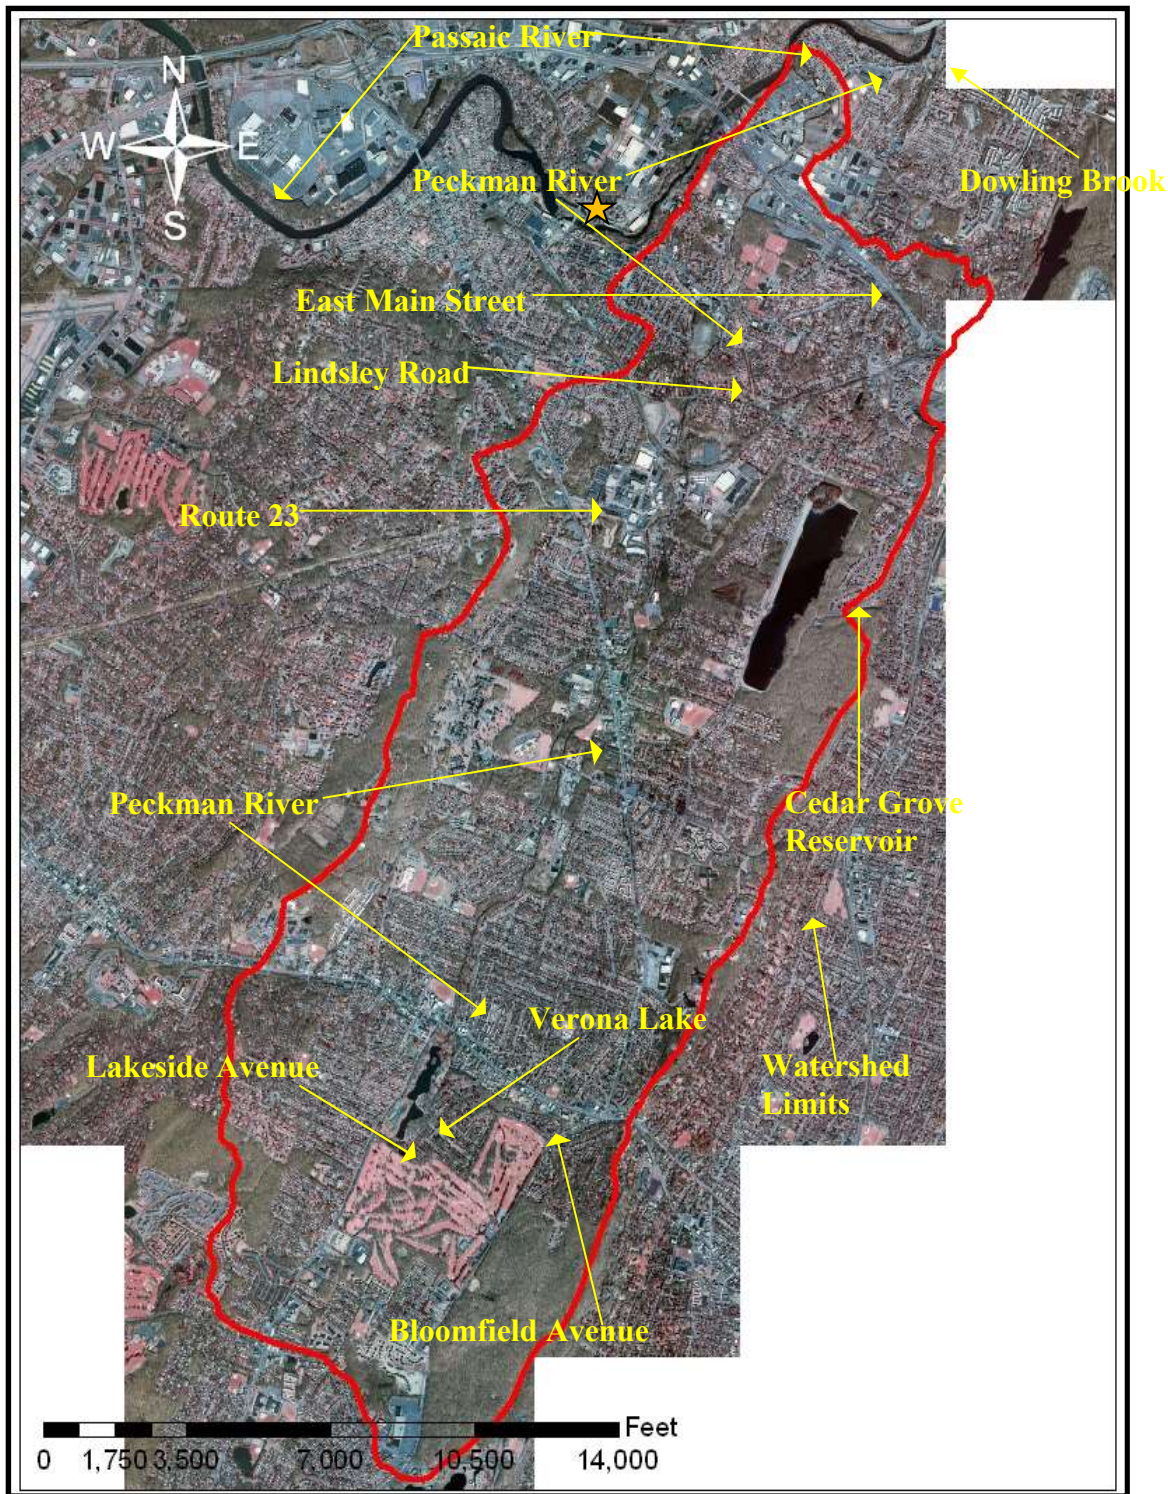 Passaic River
N
W
E
S
Peckman River
Dowling Brook
East Main Street
Lindsley Road
Route 23
Peckman River
Cedar Grove
Reservoir
Verona Lake
Lakeside Avenue
Watershed
Limits
Bloomfield Avenue
Feet
0 1,750 3,500 7,000 10,500 14,000